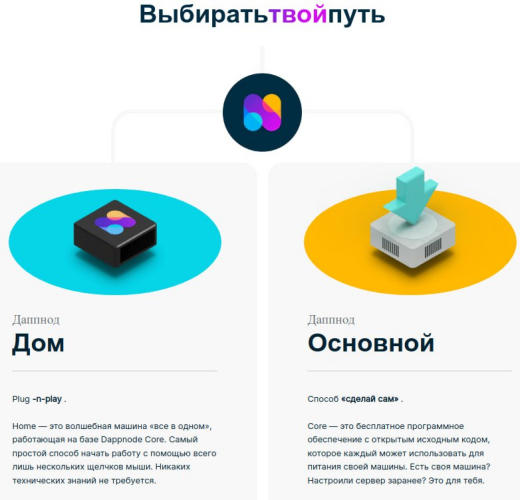 Выбиратьтвойпуть
Даппнод
Дом
Plug -n-play .
Home — это волшебная машина «все в одном»,
работающая на базе Dappnode Core. Самый
простой способ начать работу с помощью всего
лишь нескольких щелчков мыши. Никаких
технических знаний не требуется.
Даппнод
Основной
Способ «сделай сам» .
Core — это бесплатное программное
обеспечение с открытым исходным кодом,
которое каждый может использовать для
питания своей машины. Есть своя машина?
Настроили сервер заранее? Это для тебя.